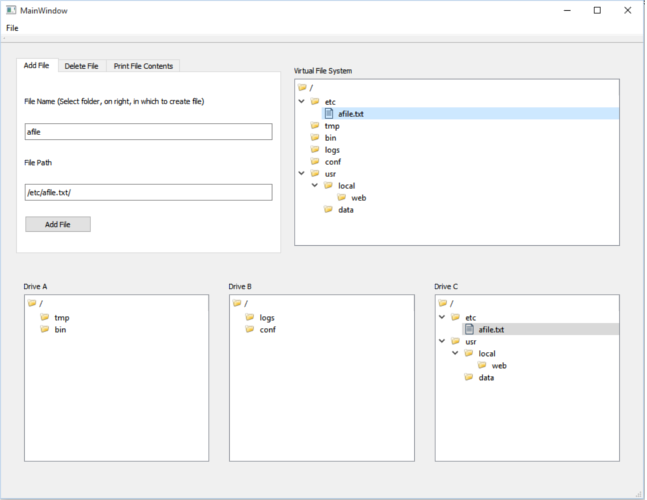 MainWindow
File
Add File Delete File Print File Contents
File Name (Select folder, on right, in which to create file)
afile
File Path
/etc/afile.txt/
Add File
Virtual File System
/
etc
afile.txt
tmp
bin
logs
conf
usr
local
web
data
Drive A
/
tmp
bin
Drive B
/
logs
conf
Drive C
/
etc
afile.txt
usr
local
web
data